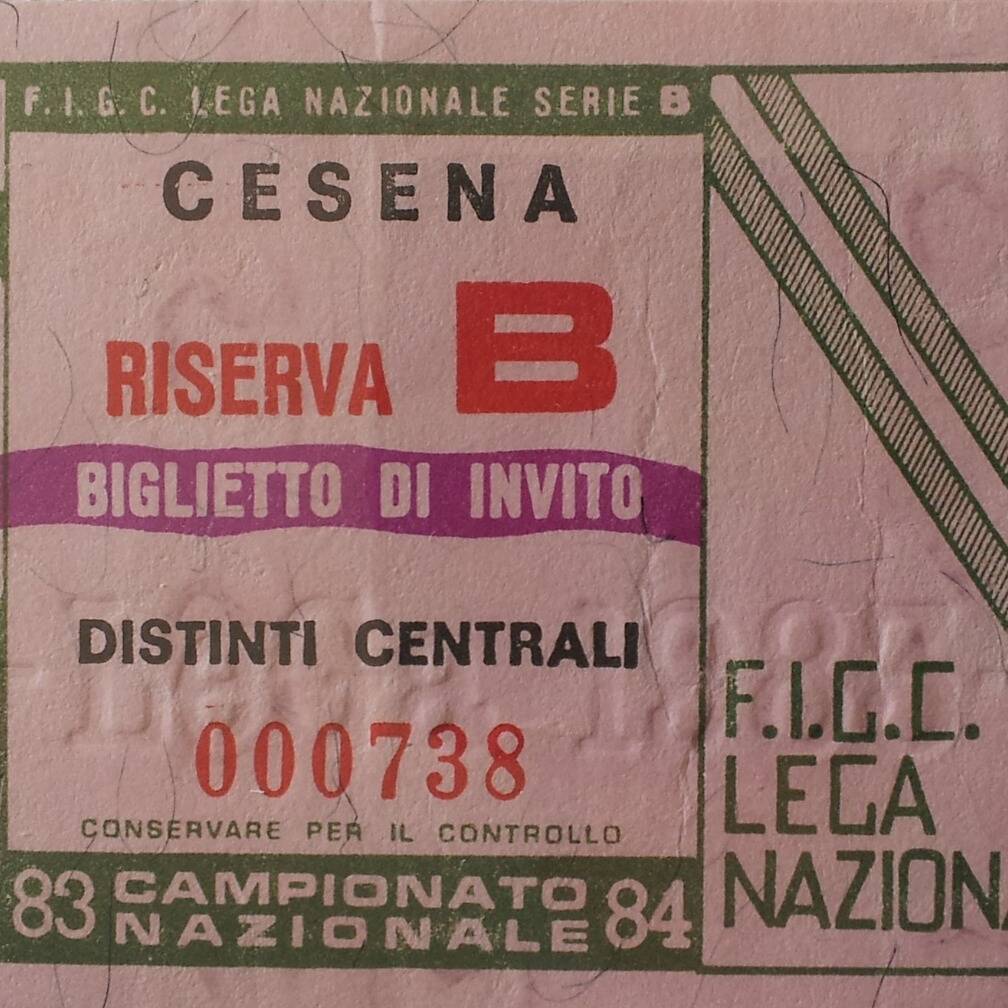 F.I.G.C. LEGA NAZIONALE SERIE B
CESENA
RISERVA B
BIGLIETTO DI INVITO
DISTINTI CENTRALI
000738
CONSERVARE PER IL CONTROLLO
83 CAMPIONATO NAZIONALE 84
F.I.G.C.
LEGA
NAZION